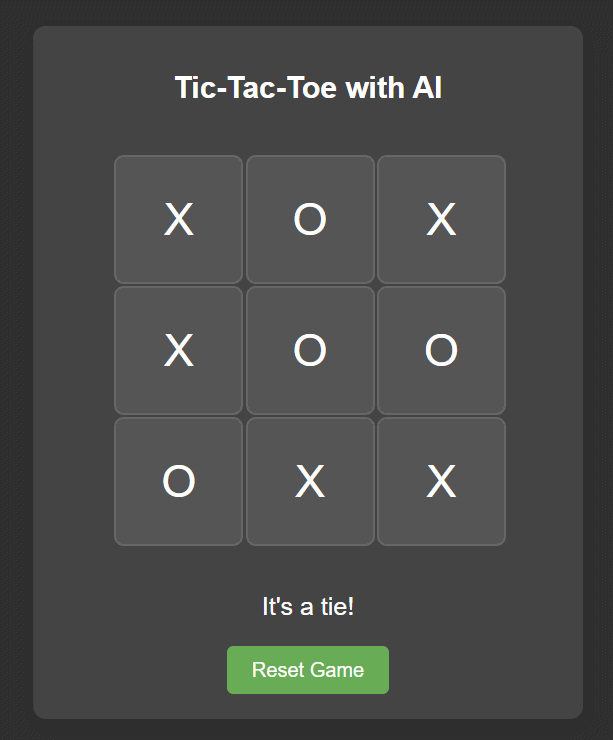 Tic-Tac-Toe with AI
X O X
X O O
O X X
It's a tie!
Reset Game